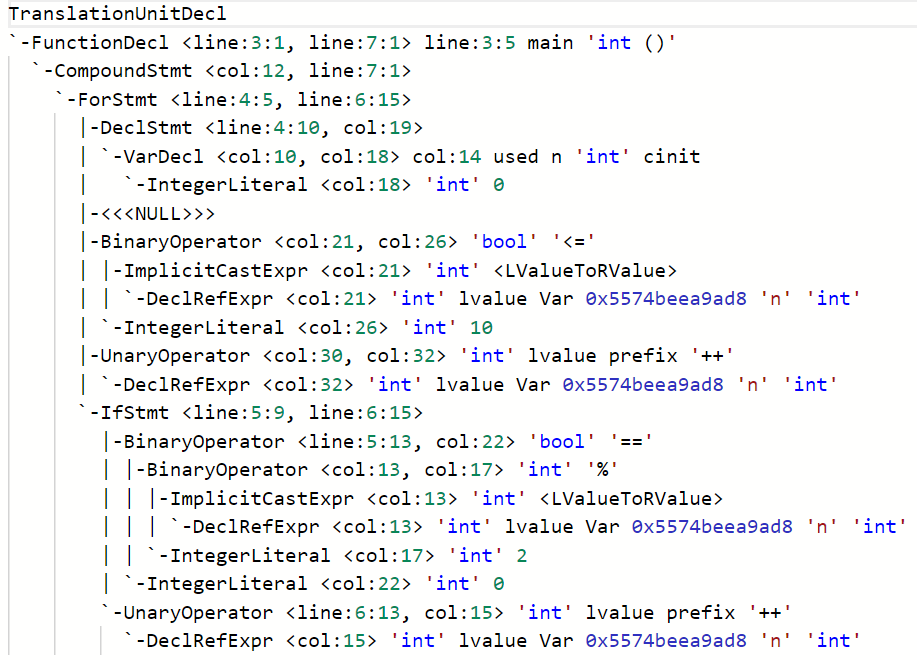 TranslationUnitDecl
`-FunctionDecl <line:3:1, line:7:1> line:3:5 main 'int ()'
  `-CompoundStmt <col:12, line:7:1>
    `-ForStmt <line:4:5, line:6:15>
      |-DeclStmt <line:4:10, col:19>
      | `-VarDecl <col:10, col:18> col:14 used n 'int' cinit
      |   `-IntegerLiteral <col:18> 'int' 0
      |-<<<NULL>>>
      |-BinaryOperator <col:21, col:26> 'bool' '<='
      | |-ImplicitCastExpr <col:21> 'int' <LValueToRValue>
      | | `-DeclRefExpr <col:21> 'int' lvalue Var 0x5574beea9ad8 'n' 'int'
      | `-IntegerLiteral <col:26> 'int' 10
      |-UnaryOperator <col:30, col:32> 'int' lvalue prefix '++'
      | `-DeclRefExpr <col:32> 'int' lvalue Var 0x5574beea9ad8 'n' 'int'
      `-IfStmt <line:5:9, line:6:15>
        |-BinaryOperator <line:5:13, col:22> 'bool' '=='
        | |-BinaryOperator <col:13, col:17> 'int' '%'
        | | |-ImplicitCastExpr <col:13> 'int' <LValueToRValue>
        | | | `-DeclRefExpr <col:13> 'int' lvalue Var 0x5574beea9ad8 'n' 'int'
        | | `-IntegerLiteral <col:17> 'int' 2
        | `-IntegerLiteral <col:22> 'int' 0
        `-UnaryOperator <line:6:13, col:15> 'int' lvalue prefix '++'
          `-DeclRefExpr <col:15> 'int' lvalue Var 0x5574beea9ad8 'n' 'int'